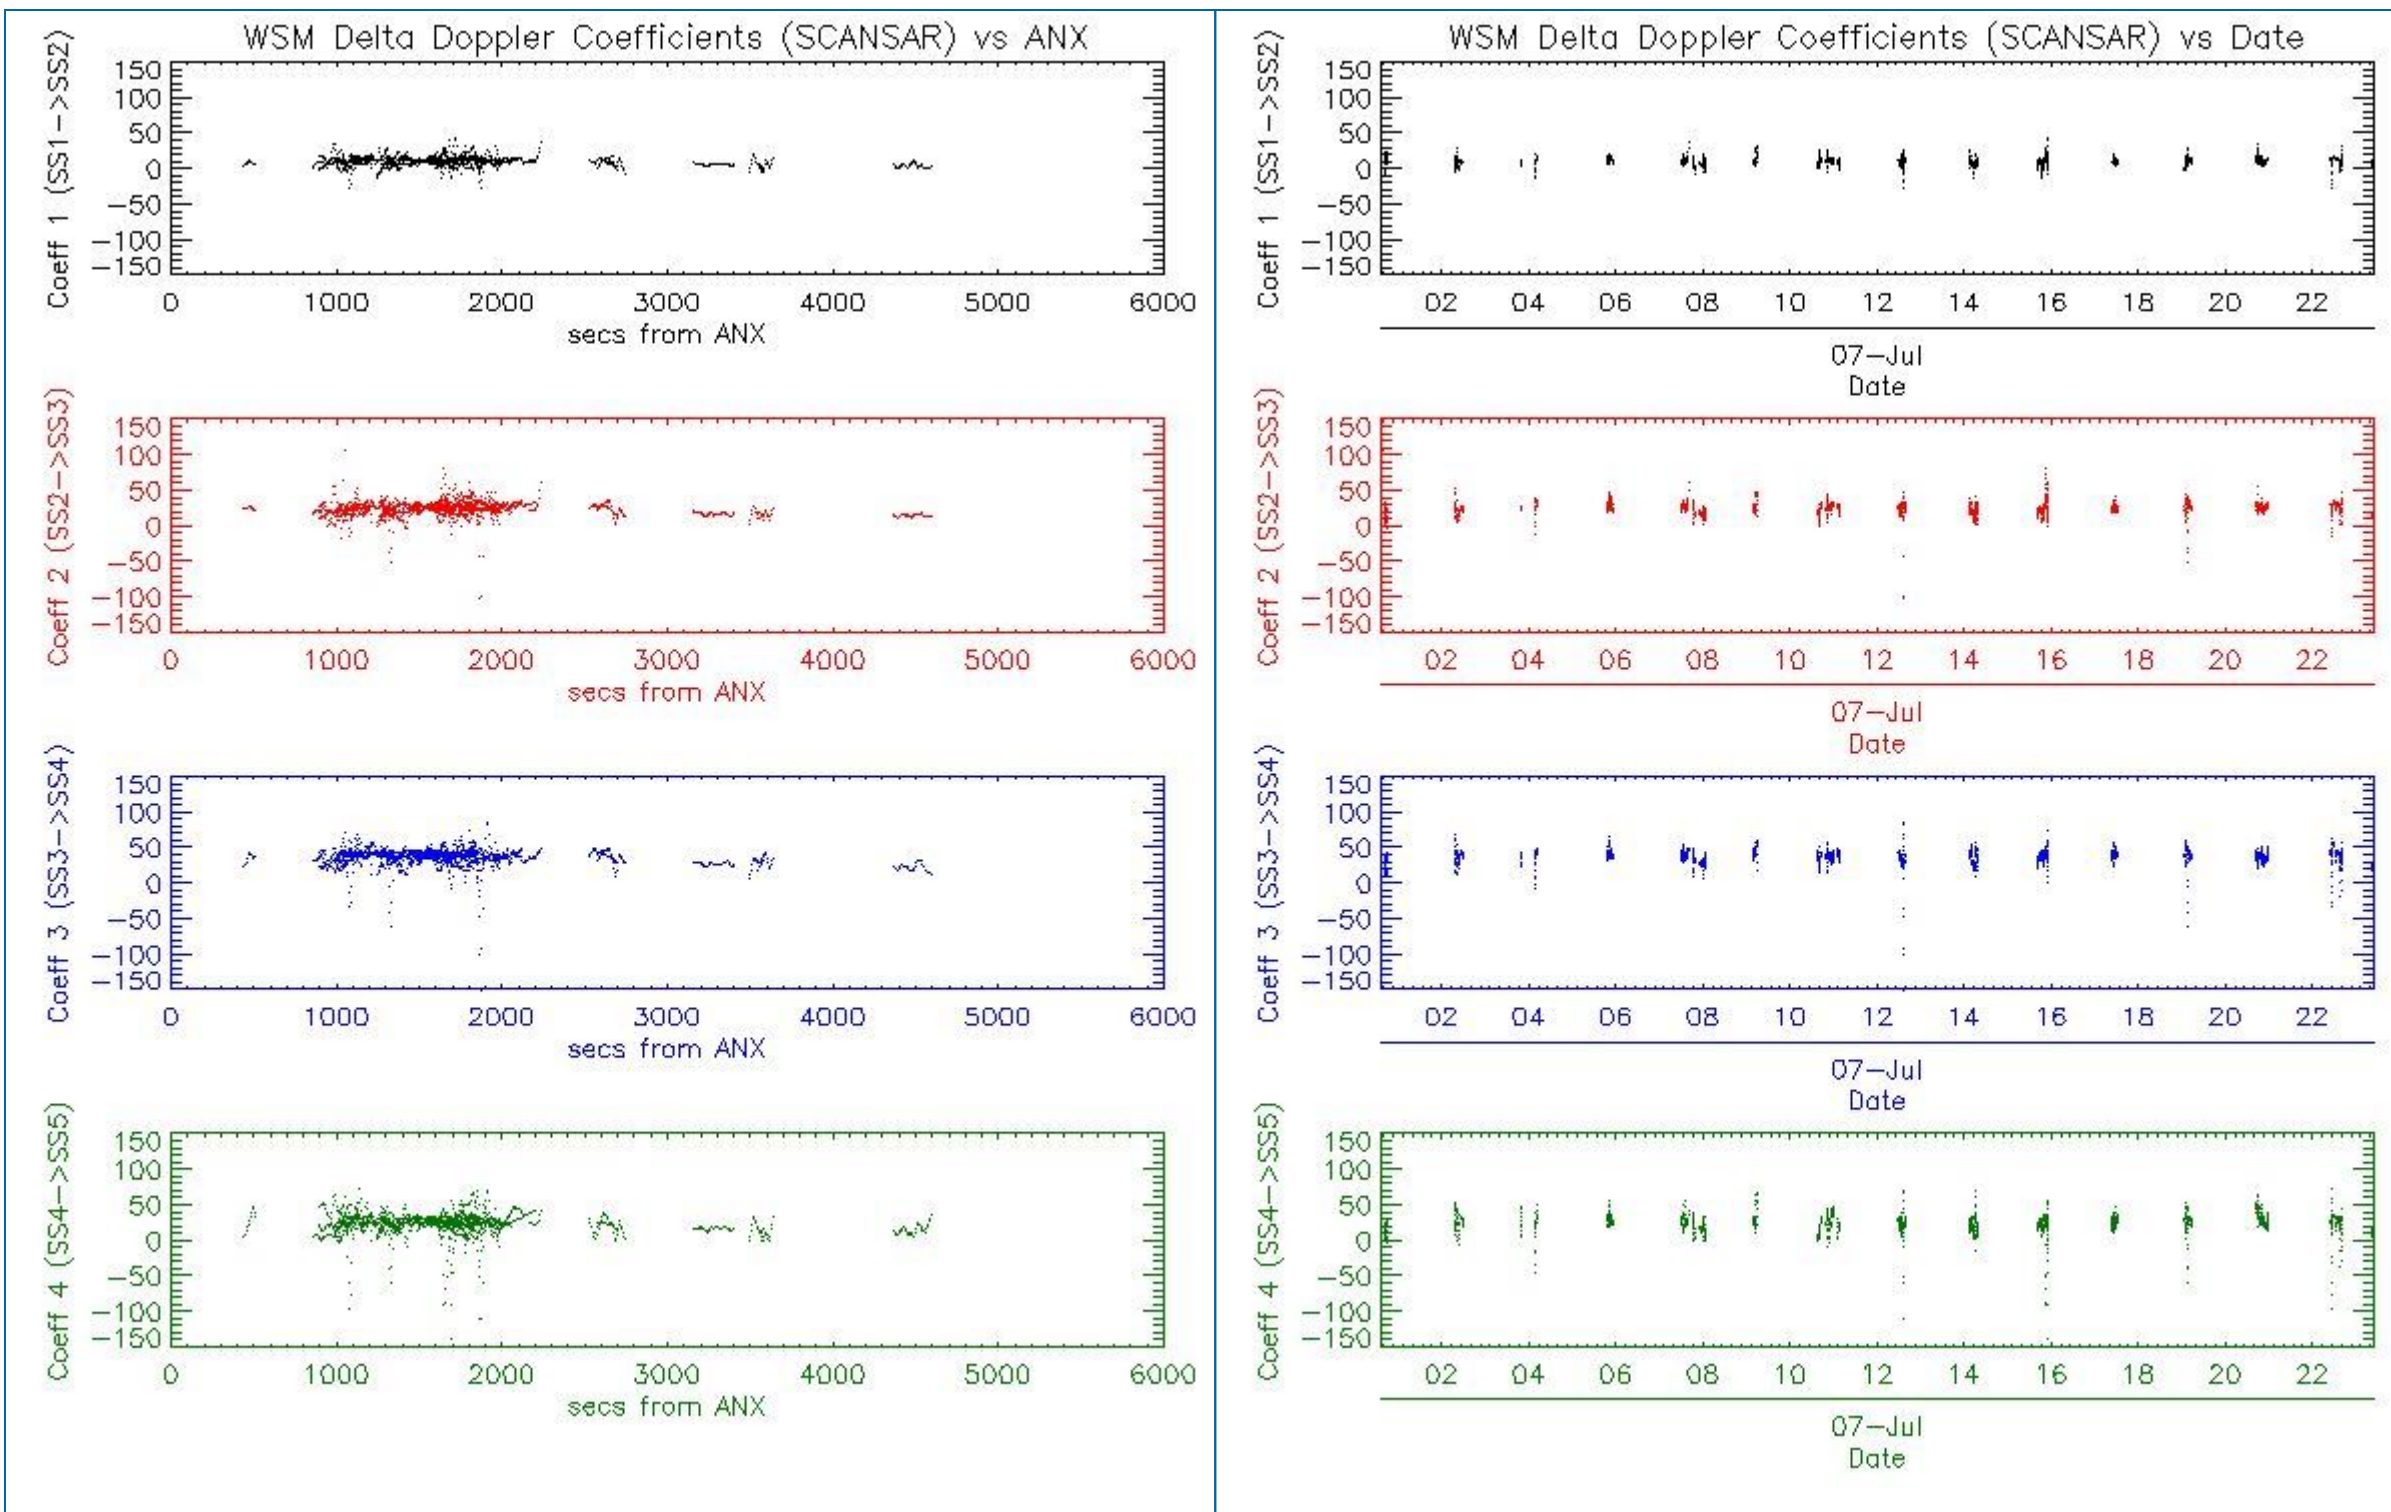 WSM Delta Doppler Coefficients (SCANSAR) vs ANX
Coeff 1 (SS1->SS2)
150
100
50
0
-50
-100
-150
0 1000 2000 3000 4000 5000 6000
secs from ANX
Coeff 2 (SS2->SS3)
150
100
50
0
-50
-100
-150
0 1000 2000 3000 4000 5000 6000
secs from ANX
Coeff 3 (SS3->SS4)
150
100
50
0
-50
-100
-150
0 1000 2000 3000 4000 5000 6000
secs from ANX
Coeff 4 (SS4->SS5)
150
100
50
0
-50
-100
-150
0 1000 2000 3000 4000 5000 6000
secs from ANX
WSM Delta Doppler Coefficients (SCANSAR) vs Date
Coeff 1 (SS1->SS2)
150
100
50
0
-50
-100
-150
02 04 06 08 10 12 14 16 18 20 22
07-Jul
Date
Coeff 2 (SS2->SS3)
150
100
50
0
-50
-100
-150
02 04 06 08 10 12 14 16 18 20 22
07-Jul
Date
Coeff 3 (SS3->SS4)
150
100
50
0
-50
-100
-150
02 04 06 08 10 12 14 16 18 20 22
07-Jul
Date
Coeff 4 (SS4->SS5)
150
100
50
0
-50
-100
-150
02 04 06 08 10 12 14 16 18 20 22
07-Jul
Date